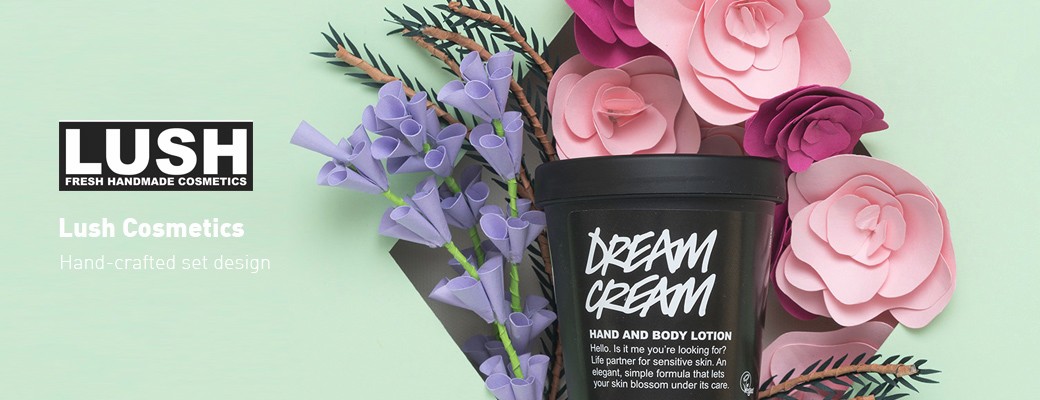 LUSH
FRESH HANDMADE COSMETICS
Lush Cosmetics
Hand-crafted set design
DREAM
CREAM
HAND AND BODY LOTION
Hello. Is it me you're looking for?
Life partner for sensitive skin. An
elegant, simple formula that lets
your skin blossom under its care.